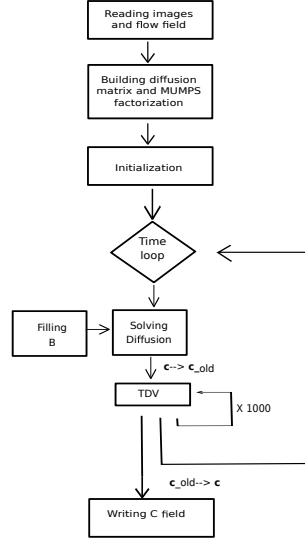 Reading images
and flow field
Building diffusion
matrix and MUMPS
factorization
Initialization
Time
loop
Filling
B
Solving
Diffusion
c--> c_old
TDV
X 1000
c_old--> c
Writing C field